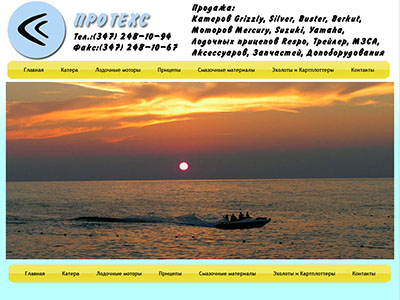 ПРОТЕКС
Тел.:(347) 248-10-94
Факс:(347) 248-10-67
Продажа:
Катеров Grizzly, Silver, Buster, Berkut,
Моторов Mercury, Suzuki, Yamaha,
Лодочных прицепов Respo, Трейлер, МЗСА,
Аксессуаров, Запчастей, Допоборудования
Главная Катера Лодочные моторы Прицепы Смазочные материалы Эхолоты и Картплоттеры Контакты
Главная Катера Лодочные моторы Прицепы Смазочные материалы Эхолоты и Картплоттеры Контакты